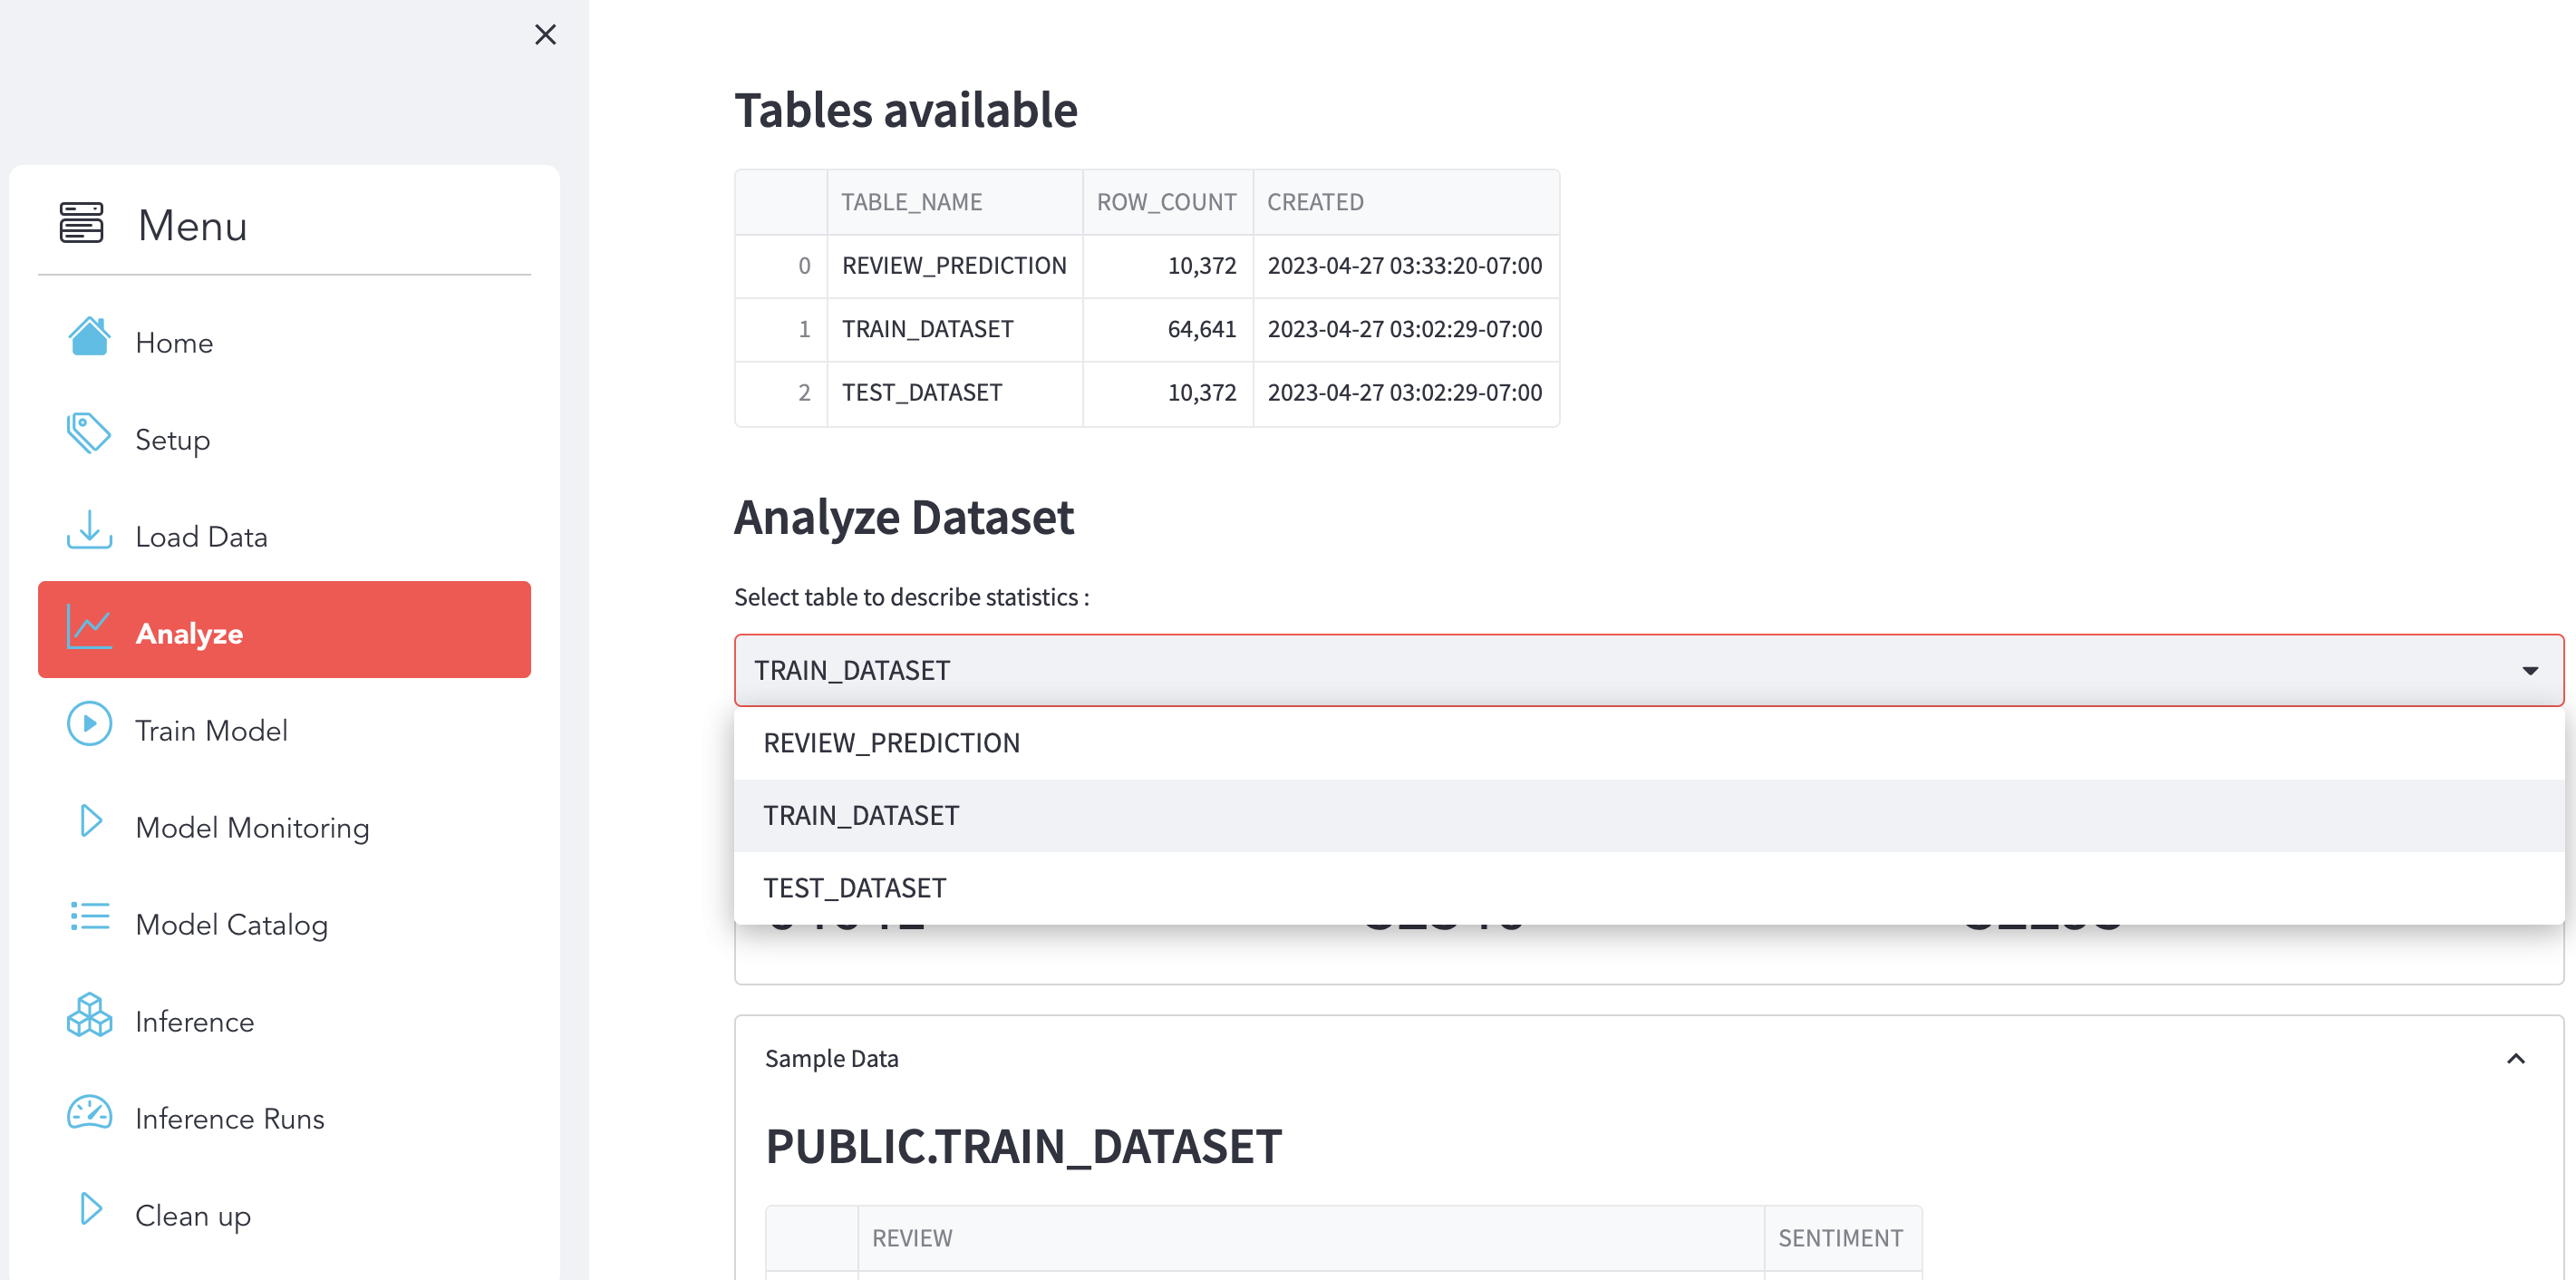 Menu
Home
Setup
Load Data
Analyze
Train Model
Model Monitoring
Model Catalog
Inference
Inference Runs
Clean up
Tables available
TABLE_NAME ROW_COUNT CREATED
0 REVIEW_PREDICTION 10,372 2023-04-27 03:33:20-07:00
1 TRAIN_DATASET 64,641 2023-04-27 03:02:29-07:00
2 TEST_DATASET 10,372 2023-04-27 03:02:29-07:00
Analyze Dataset
Select table to describe statistics :
TRAIN_DATASET
REVIEW_PREDICTION
TRAIN_DATASET
TEST_DATASET
Sample Data
PUBLIC.TRAIN_DATASET
REVIEW SENTIMENT